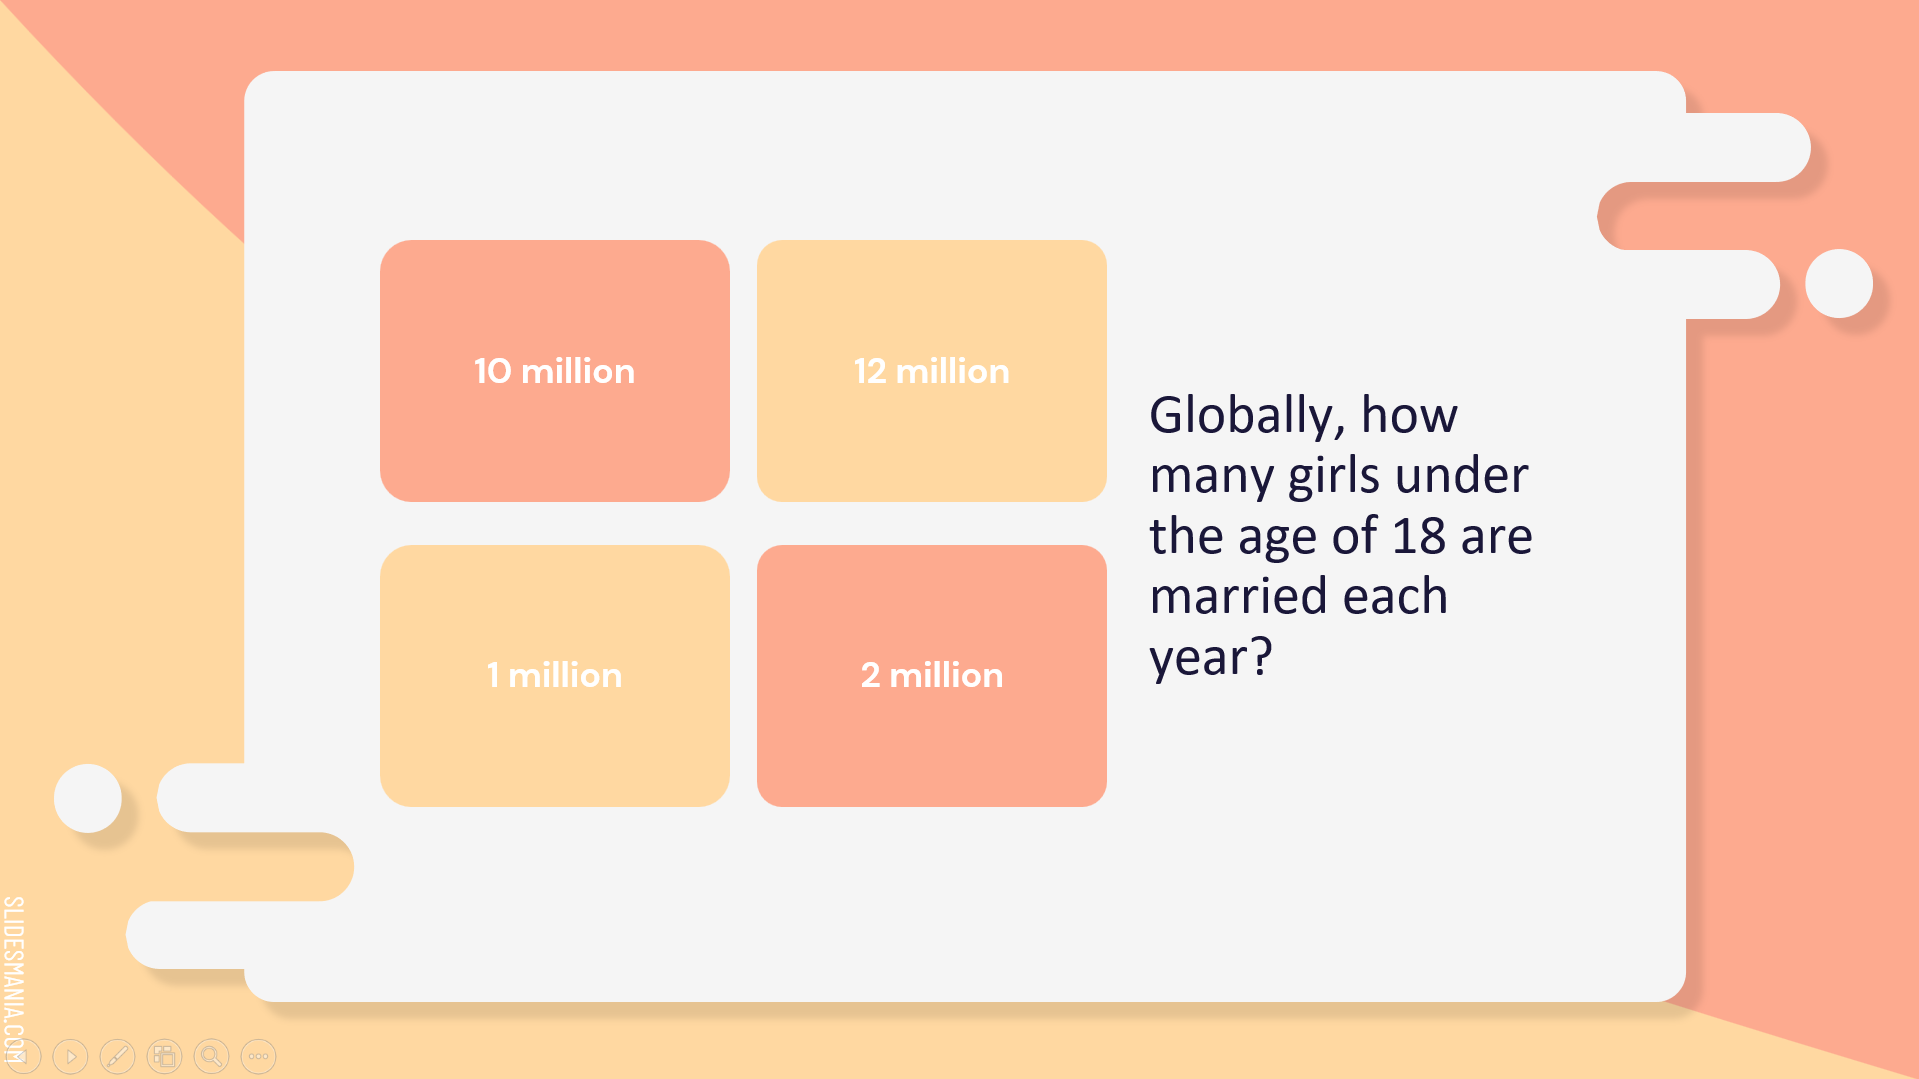 10 million
12 million
1 million
2 million
Globally, how
many girls under
the age of 18 are
married each
year?
SLIDESMANIA.COM